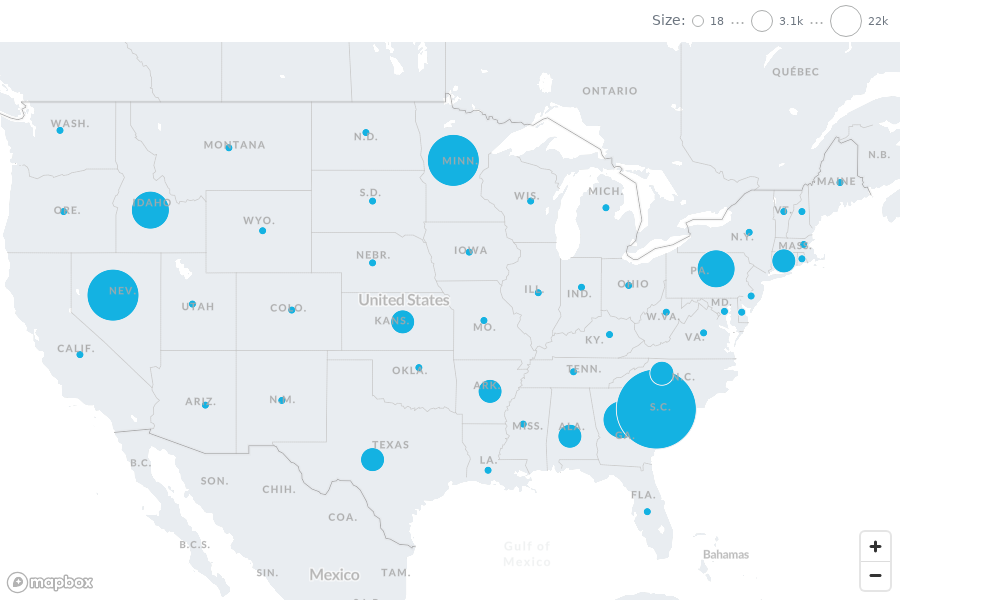 Size: 18 ... 3.1k ... 22k
QUÉBEC
ONTARIO
WASH.
N.D.
MONTANA
MINN.
N.B.
MAINE
S.D.
WIS.
MICH.
IDAHO
ORE.
WYO.
VT.
N.Y.
MASS.
NEBR.
IOWA
PA.
NEV.
UTAH
COLO.
United States
ILL.
IND.
OHIO
MD.
W.VA.
KANS.
MO.
KY.
VA.
CALIF.
OKLA.
TENN.
N.C.
ARIZ.
N.M.
ARK.
S.C.
MISS.
ALA.
GA.
TEXAS
LA.
B.C.
SON.
CHIH.
FLA.
COA.
B.C.S.
Gulf of
Mexico
Bahamas
SIN.
Mexico
TAM.
+
−
mapbox